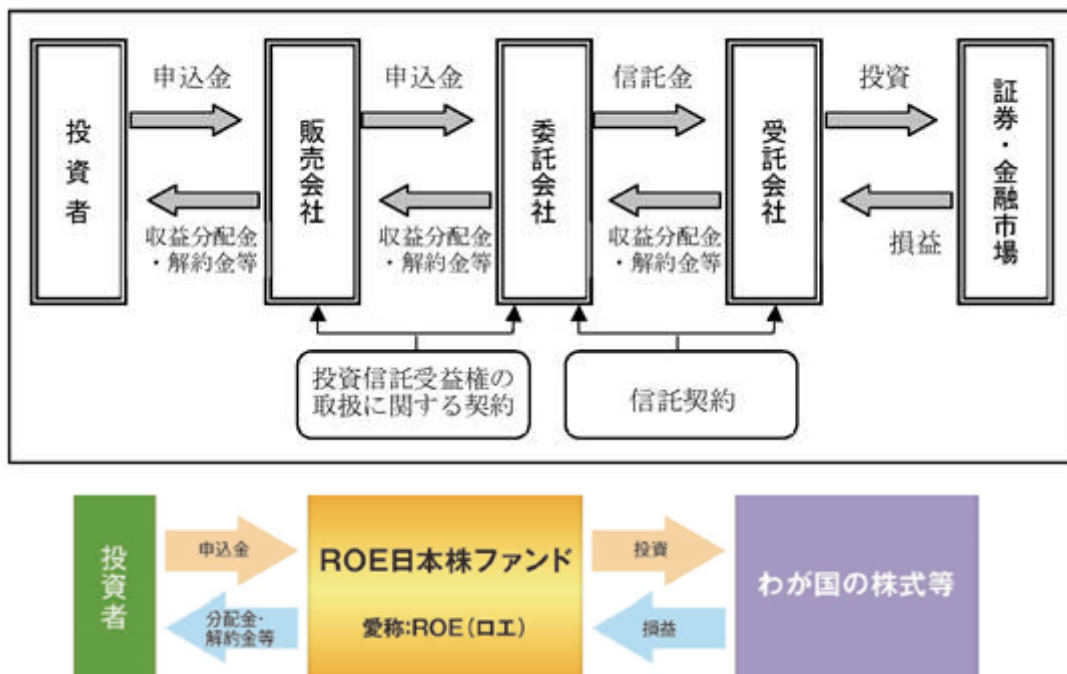 申込金
申込金
信託金
投資
投資者
販売会社
委託会社
受託会社
証券・金融市場
収益分配金
・解約金等
収益分配金
・解約金等
収益分配金
・解約金等
損益
投資信託受益権の
取扱に関する契約
信託契約
投資者
申込金
分配金・
解約金等
ROE日本株ファンド
愛称:ROE(ロエ)
投資
損益
わが国の株式等